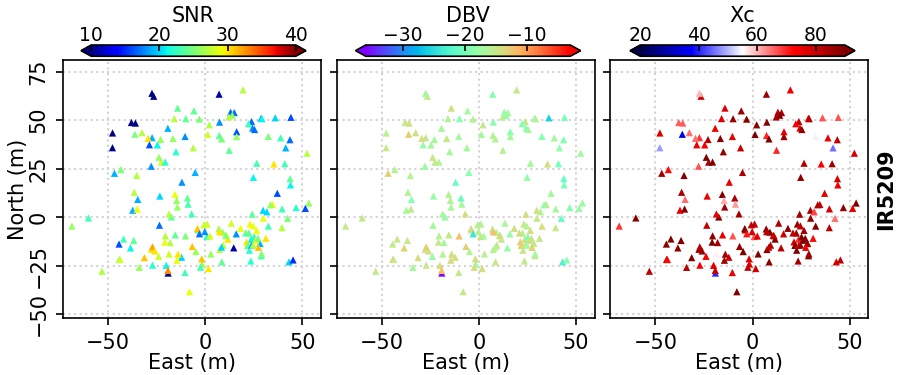 SNR DBV Xc
10 20 30 40 −30 −20 −10 20 40 60 80
75
50
25
0
−25
−50
North (m)
IR5209
−50 0 50 −50 0 50 −50 0 50
East (m) East (m) East (m)